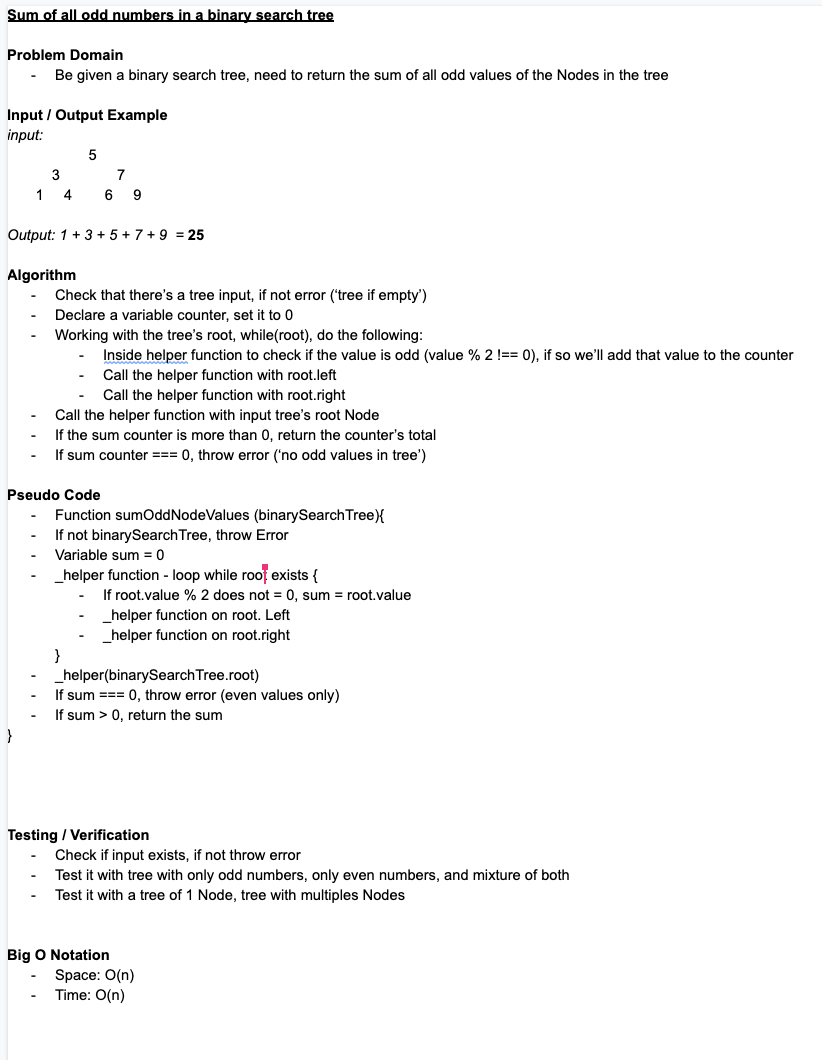 Sum of all odd numbers in a binary search tree
Problem Domain
- Be given a binary search tree, need to return the sum of all odd values of the Nodes in the tree
Input / Output Example
input:
5
3 7
1 4 6 9
Output: 1 + 3 + 5 + 7 + 9 = 25
Algorithm
- Check that there’s a tree input, if not error (‘tree if empty’)
- Declare a variable counter, set it to 0
- Working with the tree’s root, while(root), do the following:
- Inside helper function to check if the value is odd (value % 2 !== 0), if so we’ll add that value to the counter
- Call the helper function with root.left
- Call the helper function with root.right
- Call the helper function with input tree’s root Node
- If the sum counter is more than 0, return the counter’s total
- If sum counter === 0, throw error (‘no odd values in tree’)
Pseudo Code
- Function sumOddNodeValues (binarySearchTree){
- If not binarySearchTree, throw Error
- Variable sum = 0
- _helper function - loop while root exists {
- If root.value % 2 does not = 0, sum = root.value
- _helper function on root. Left
- _helper function on root.right
}
- _helper(binarySearchTree.root)
- If sum === 0, throw error (even values only)
- If sum > 0, return the sum
}
Testing / Verification
- Check if input exists, if not throw error
- Test it with tree with only odd numbers, only even numbers, and mixture of both
- Test it with a tree of 1 Node, tree with multiples Nodes
Big O Notation
- Space: O(n)
- Time: O(n)